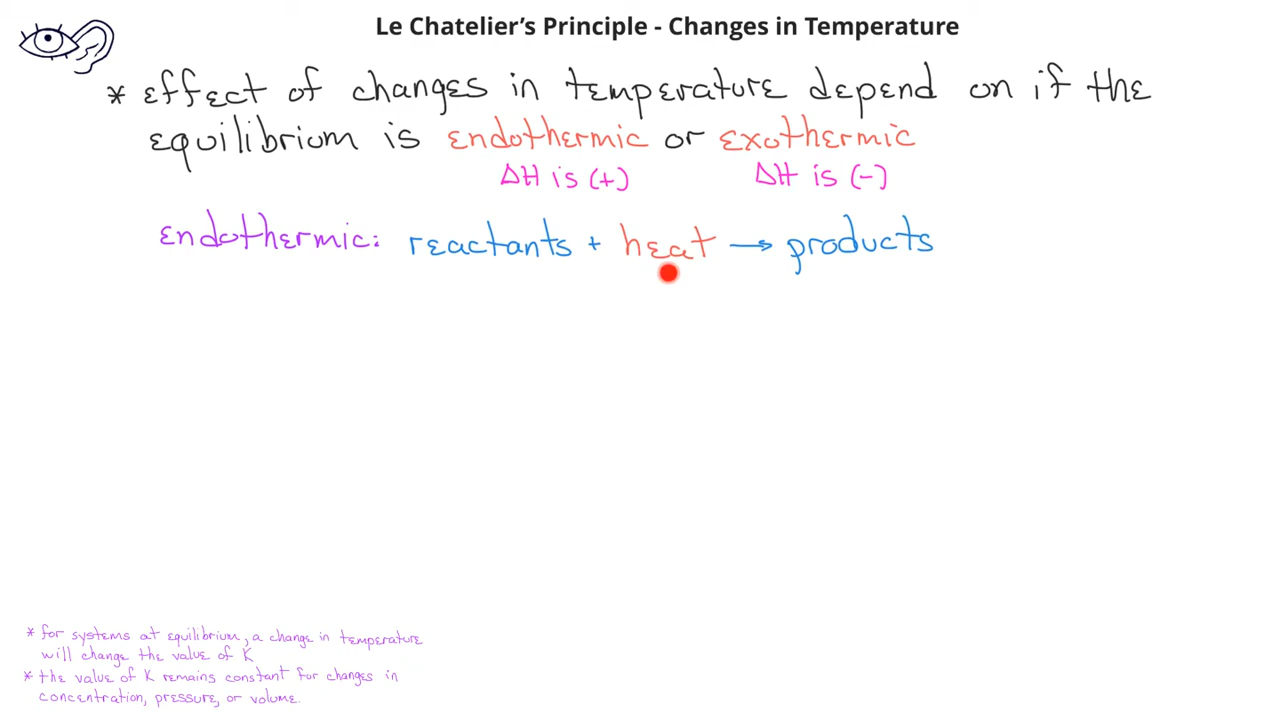 Le Chatelier’s Principle - Changes in Temperature
* effect of changes in temperature depend on if the
equilibrium is endothermic or exothermic
ΔH is (+) ΔH is (-)
endothermic: reactants + heat → products
* for systems at equilibrium, a change in temperature
will change the value of K
* the value of K remains constant for changes in
concentration, pressure, or volume.